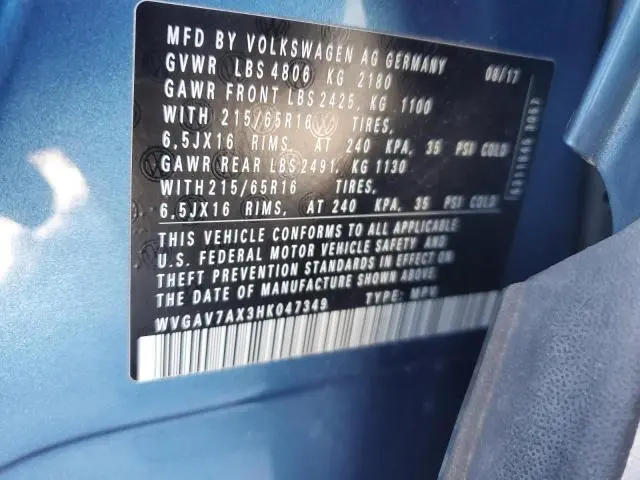 MFD BY VOLKSWAGEN AG GERMANY 08/17
GVWR LBS 4806 KG 2180
GAWR FRONT LBS 2425, KG 1100
WITH 215/65R16 TIRES,
6,5JX16 RIMS, AT 240 KPA, 35 PSI COLD
GAWR REAR LBS 2491, KG 1130
WITH 215/65R16 TIRES,
6,5JX16 RIMS, AT 240 KPA, 35 PSI COLD
THIS VEHICLE CONFORMS TO ALL APPLICABLE
U.S. FEDERAL MOTOR VEHICLE SAFETY AND
THEFT PREVENTION STANDARDS IN EFFECT ON
THE DATE OF MANUFACTURE SHOWN ABOVE
WVGAV7AX3HK047349 TYPE: MPV